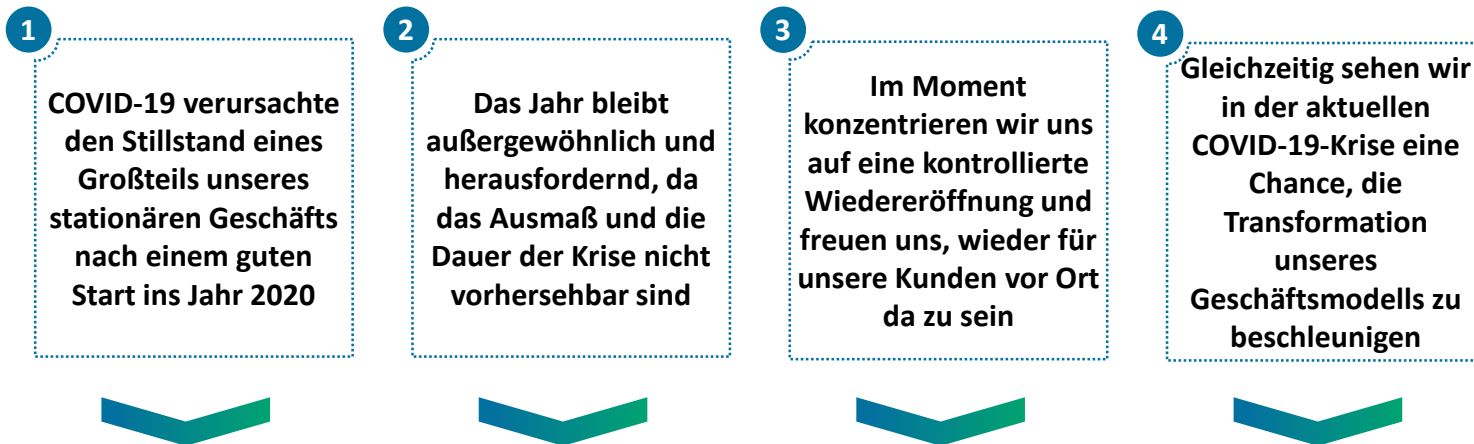 1
COVID-19 verursachte
den Stillstand eines
Großteils unseres
stationären Geschäfts
nach einem guten
Start ins Jahr 2020
2
Das Jahr bleibt
außergewöhnlich und
herausfordernd, da
das Ausmaß und die
Dauer der Krise nicht
vorhersehbar sind
3
Im Moment
konzentrieren wir uns
auf eine kontrollierte
Wiedereröffnung und
freuen uns, wieder für
unsere Kunden vor Ort
da zu sein
4
Gleichzeitig sehen wir
in der aktuellen
COVID-19-Krise eine
Chance, die
Transformation
unseres
Geschäftsmodells zu
beschleunigen